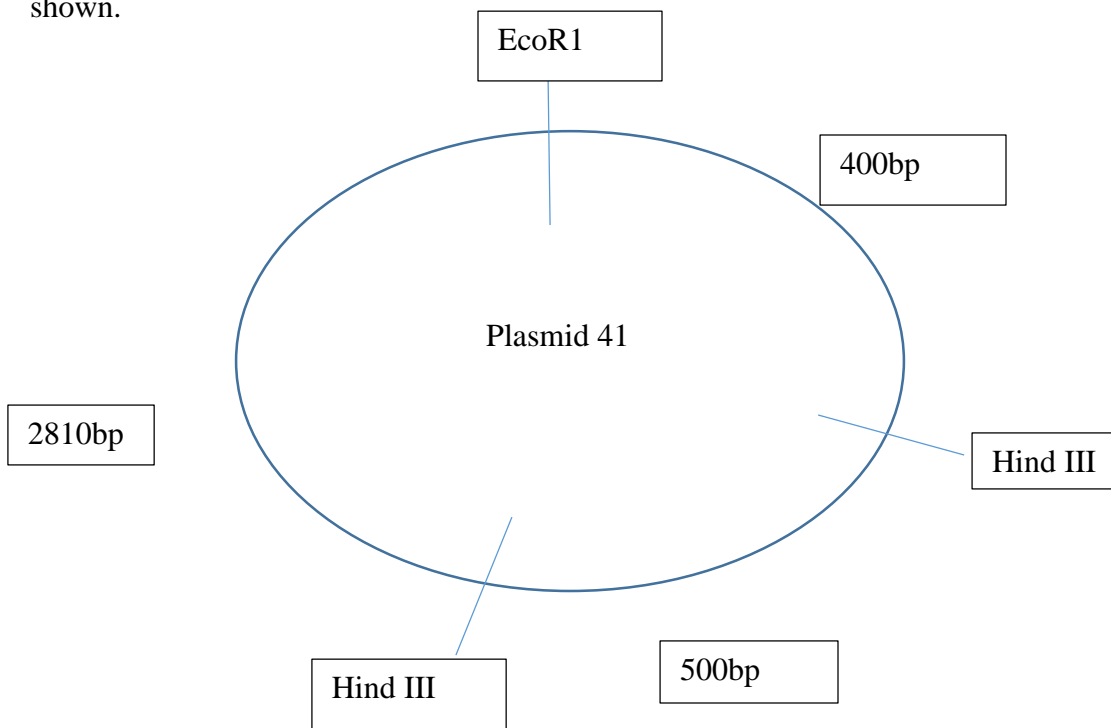 shown.
EcoR1
400bp
Plasmid 41
2810bp
Hind III
500bp
Hind III